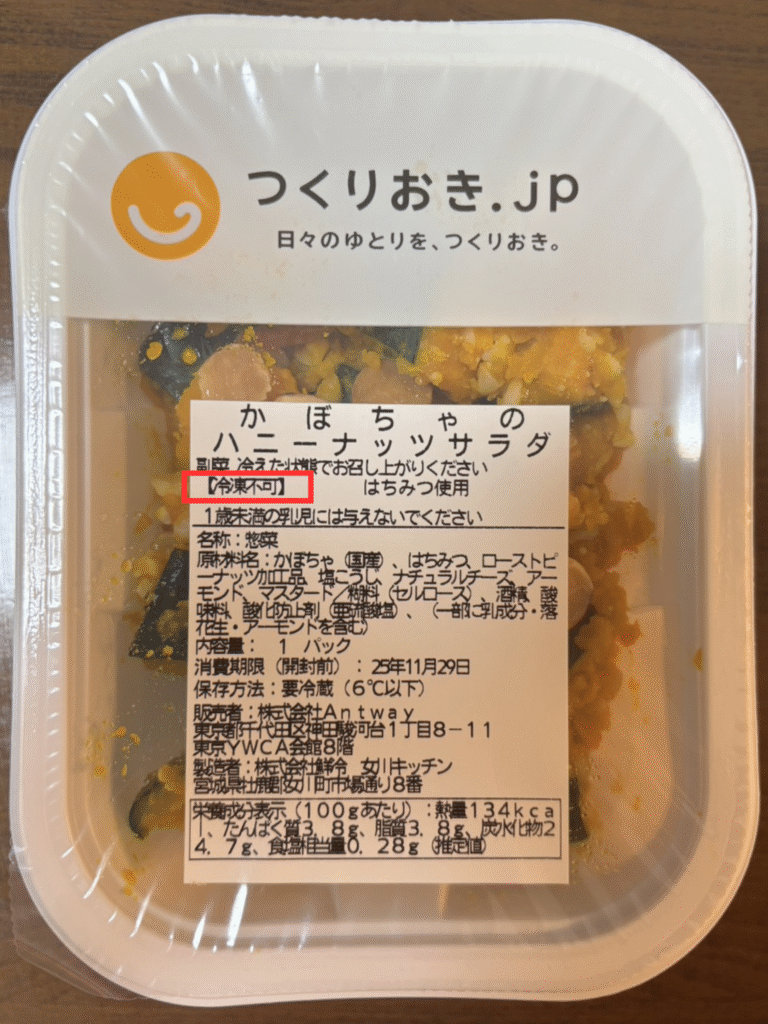 つくりおき.jp
日々のゆとりを、つくりおき。
かぼちゃの
ハニーナッツサラダ
副菜 冷えた状態でお召し上がりください
【冷凍不可】 はちみつ使用
1歳未満の乳児には与えないでください
名称:惣菜
原材料名:かぼちゃ(国産)、はちみつ、ローストピ
ーナッツ加工品、塩こうじ、ナチュラルチーズ、アー
モンド、マスタード/糊料(セルロース)、酒精、酸
味料、酸化防止剤(亜硫酸塩)、(一部に乳成分・落
花生・アーモンドを含む)
内容量: 1 パック
消費期限(開封前):25年11月29日
保存方法:要冷蔵(6℃以下)
販売者:株式会社Antway
東京都千代田区神田駿河台1丁目8-11
東京YWCA会館8階
製造者:株式会社鮮冷 女川キッチン
宮城県牡鹿郡女川町市場通り8番
栄養成分表示(100gあたり):熱量134kca
l、たんぱく質3.8g、脂質3.8g、炭水化物2
4.7g、食塩相当量0.28g(推定値)